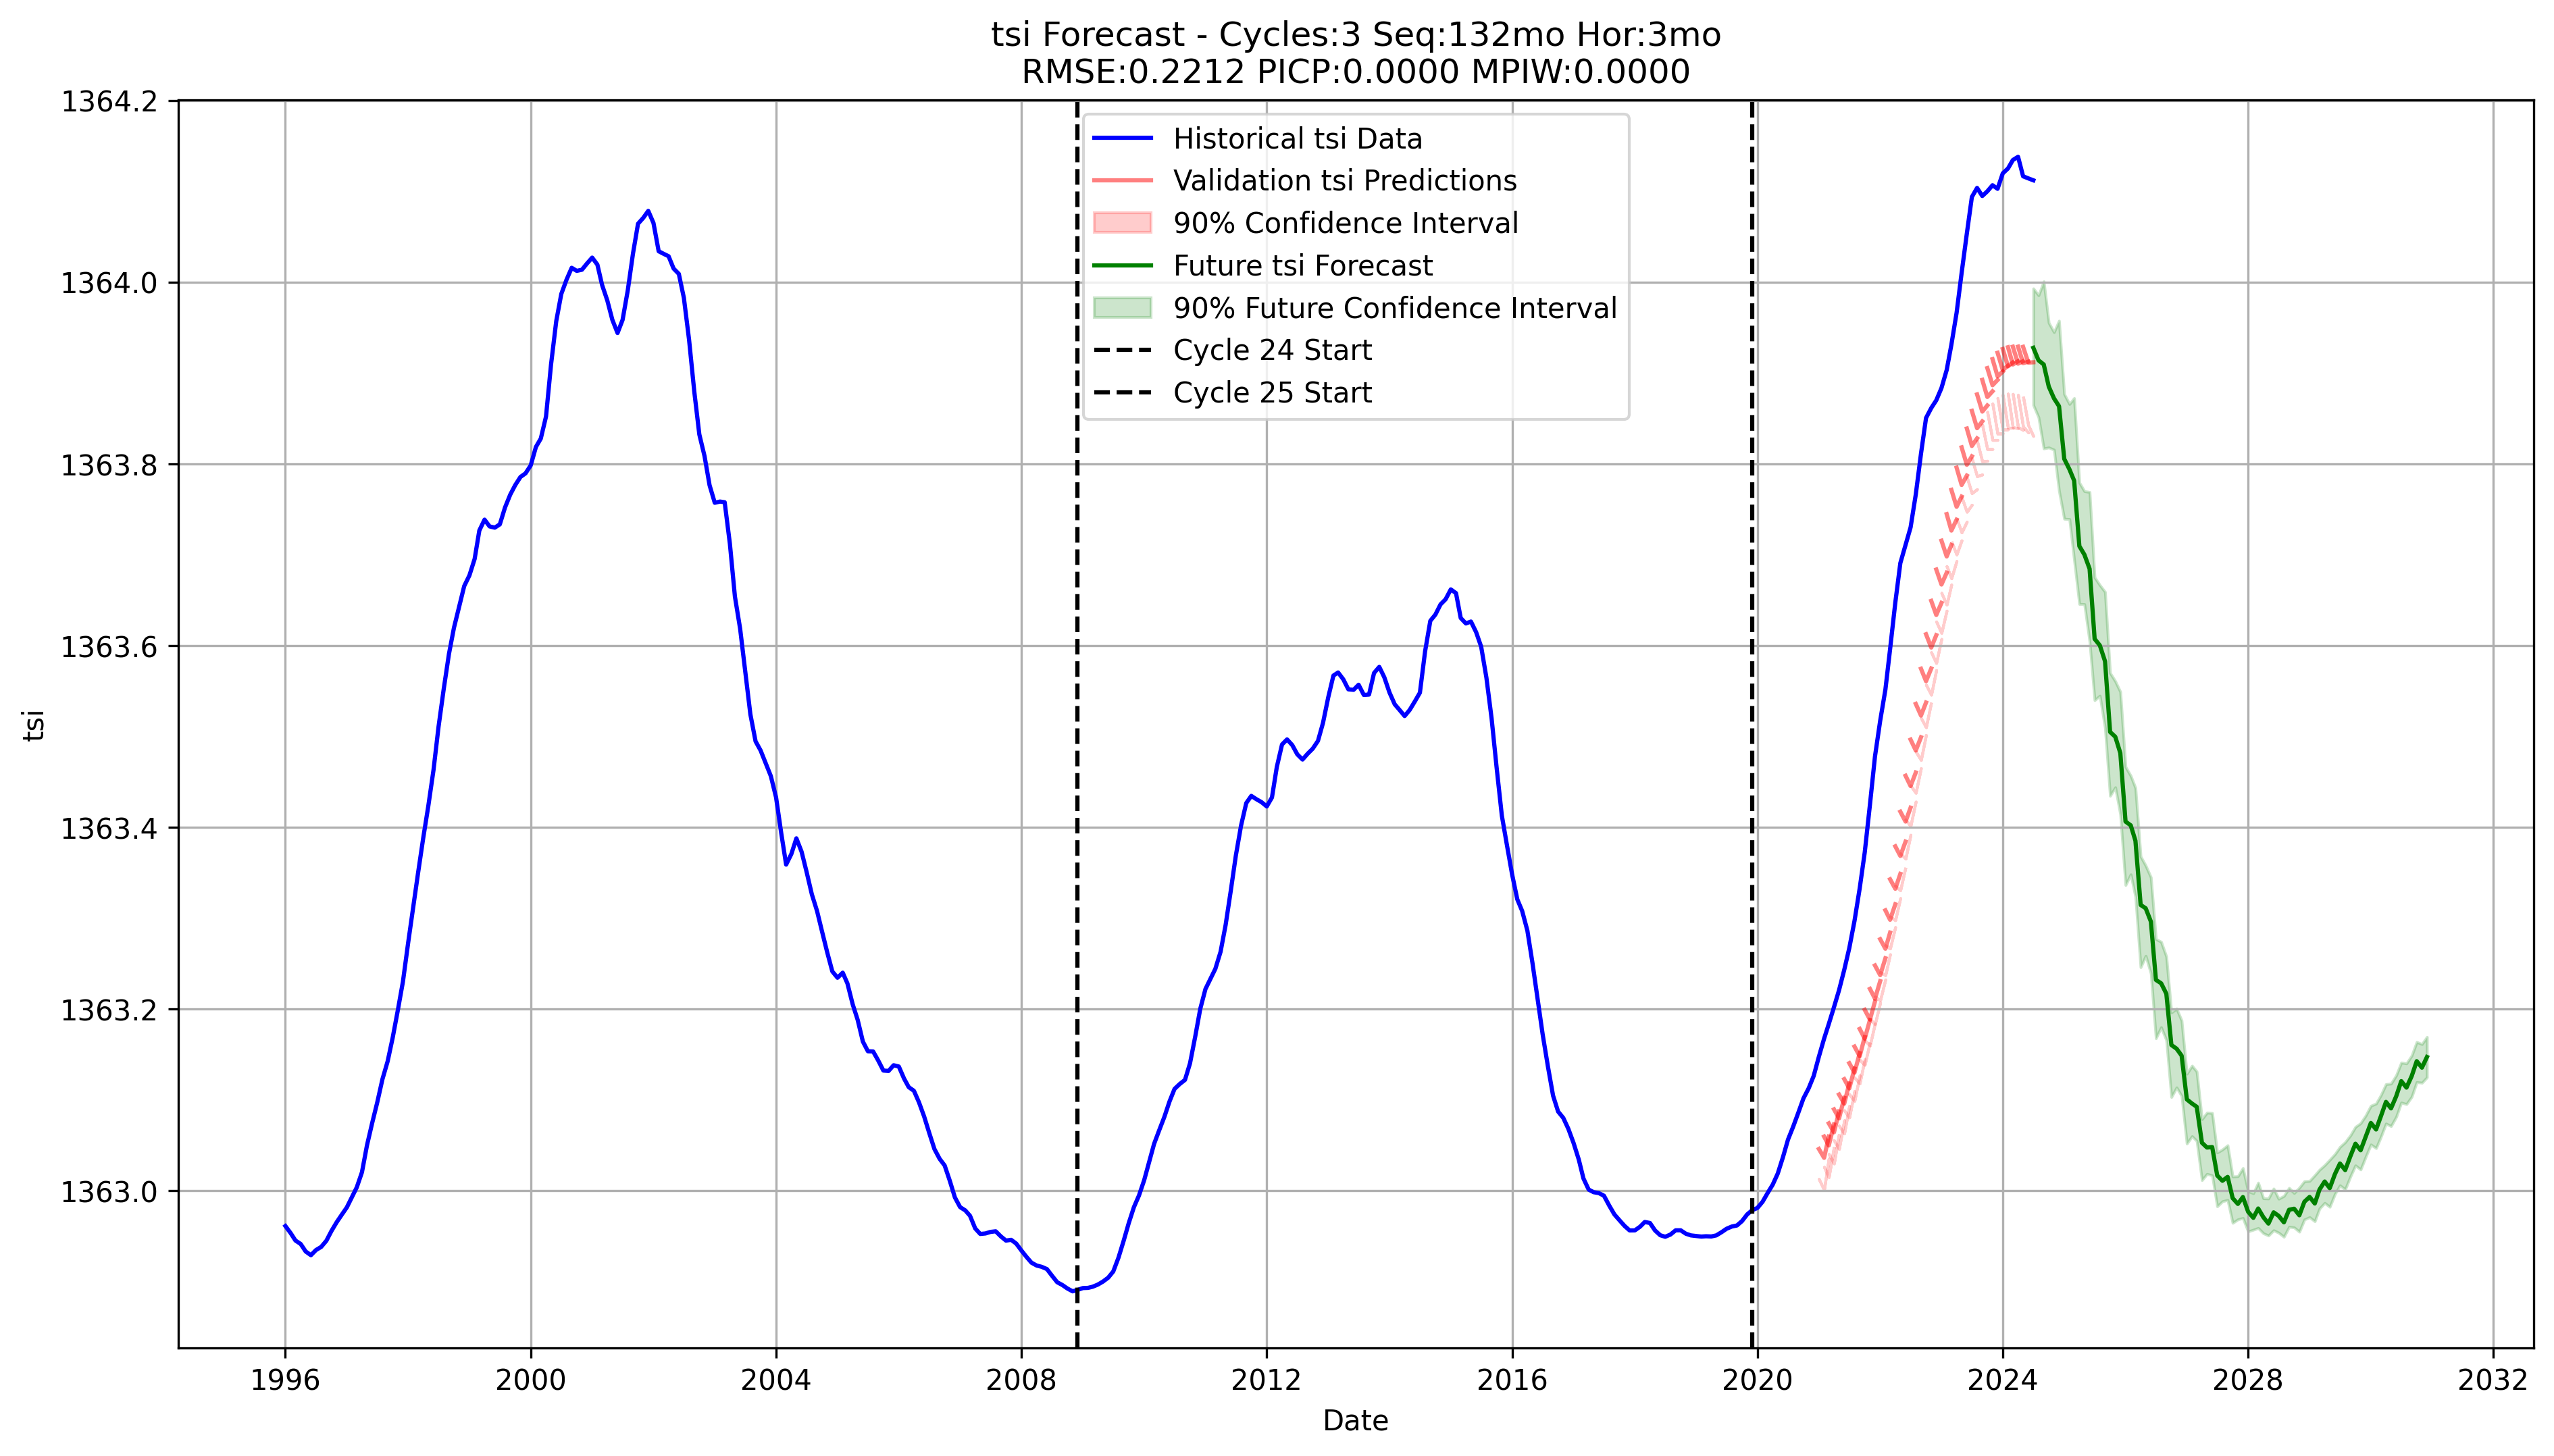 tsi Forecast - Cycles:3 Seq:132mo Hor:3mo
RMSE:0.2212 PICP:0.0000 MPIW:0.0000
1364.2
1364.0
1363.8
1363.6
1363.4
1363.2
1363.0
tsi
Historical tsi Data
Validation tsi Predictions
90% Confidence Interval
Future tsi Forecast
90% Future Confidence Interval
Cycle 24 Start
Cycle 25 Start
1996 2000 2004 2008 2012 2016 2020 2024 2028 2032
Date